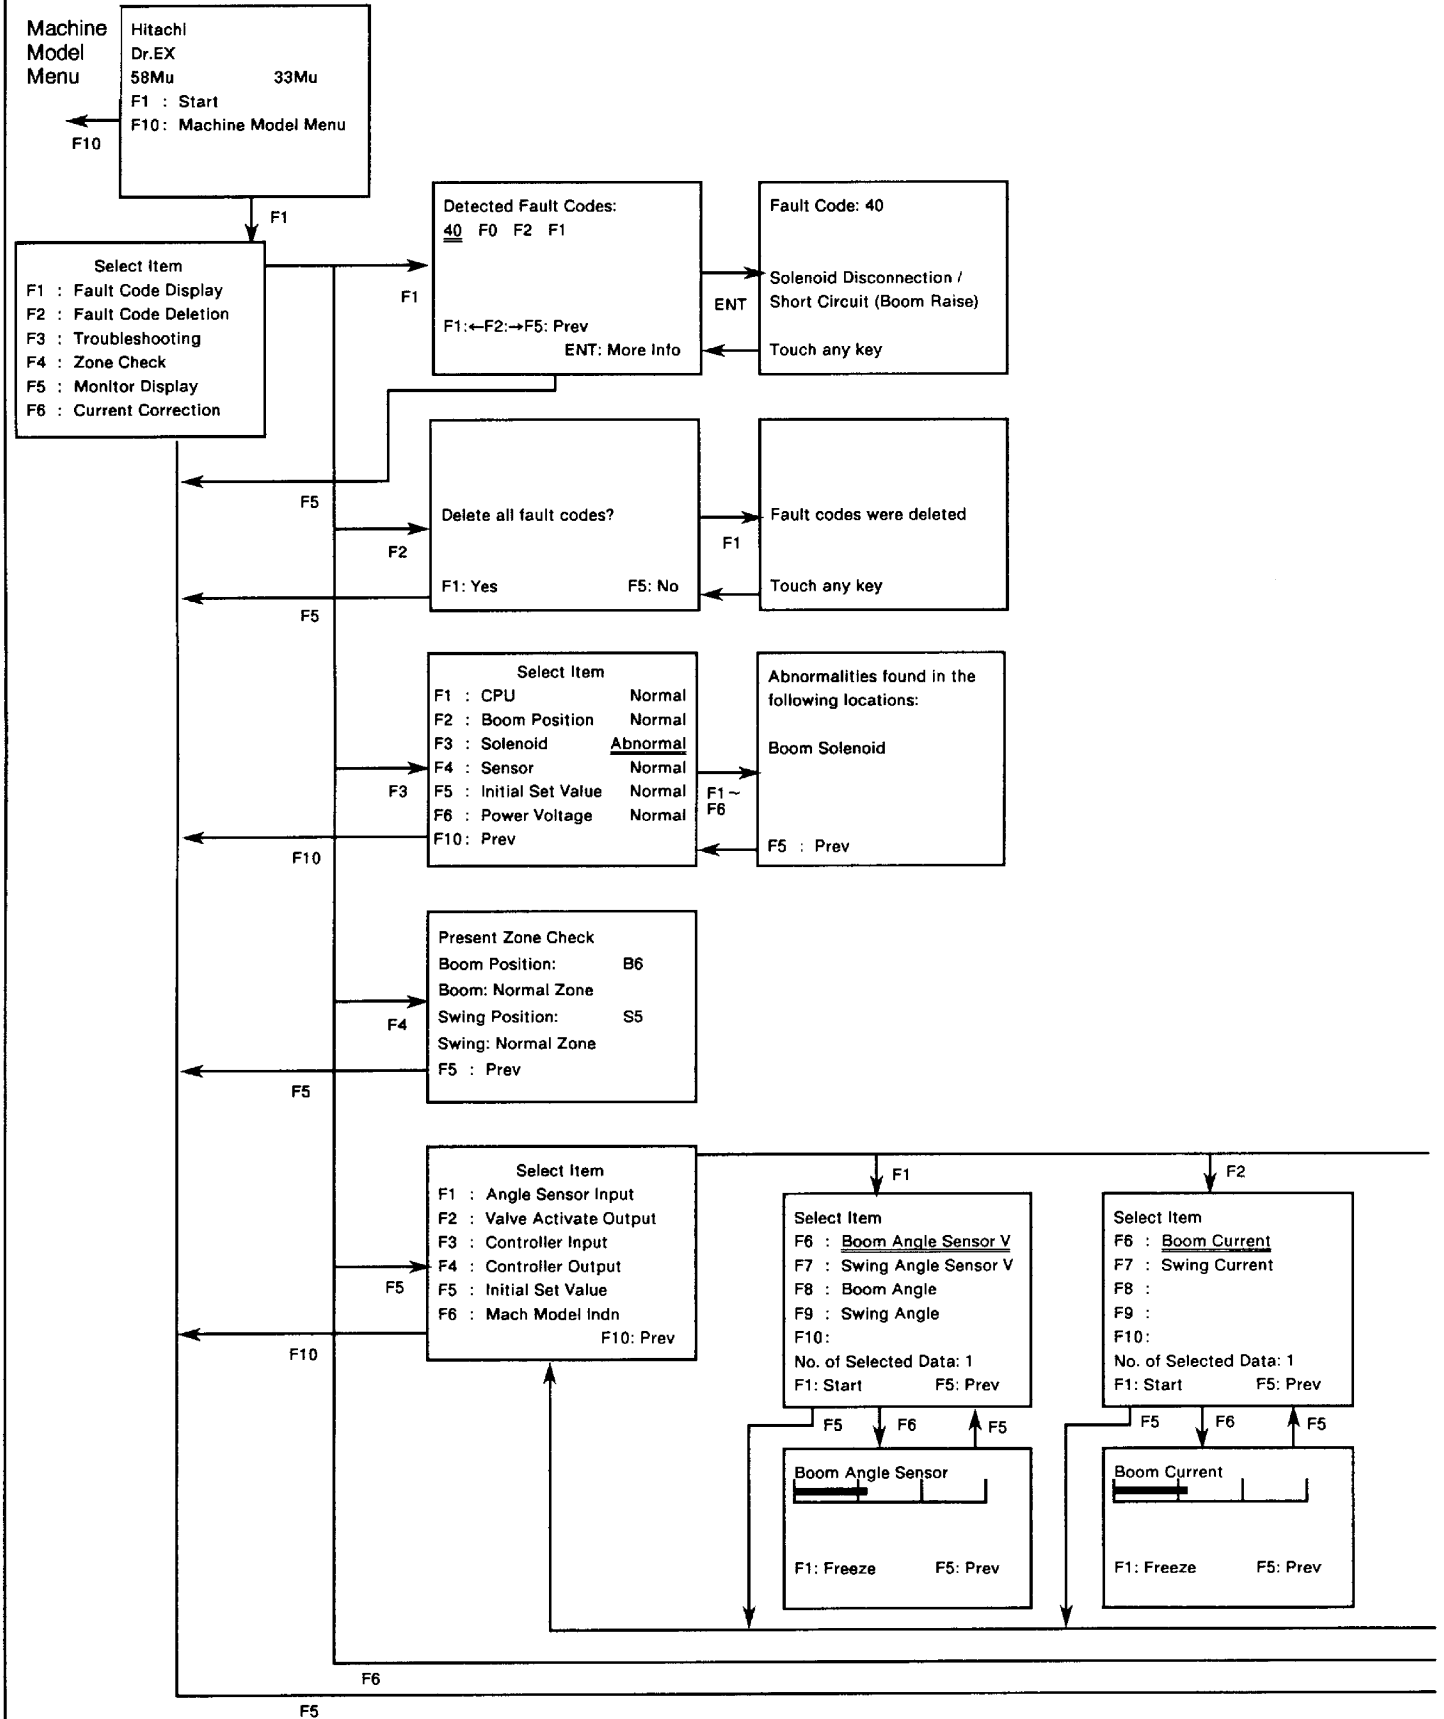 Machine
Model
Menu
Hitachi
Dr.EX
58Mu 33Mu
F1 : Start
F10: Machine Model Menu
F10
F1
Select Item
F1 : Fault Code Display
F2 : Fault Code Deletion
F3 : Troubleshooting
F4 : Zone Check
F5 : Monitor Display
F6 : Current Correction
F1
Detected Fault Codes:
40 F0 F2 F1
F1:←F2:→F5: Prev
ENT: More Info
ENT
Fault Code: 40
Solenoid Disconnection /
Short Circuit (Boom Raise)
Touch any key
F5
F2
Delete all fault codes?
F1: Yes F5: No
F1
Fault codes were deleted
Touch any key
F5
F3
Select Item
F1 : CPU Normal
F2 : Boom Position Normal
F3 : Solenoid Abnormal
F4 : Sensor Normal
F5 : Initial Set Value Normal
F6 : Power Voltage Normal
F10: Prev
F1~
F6
Abnormalities found in the
following locations:
Boom Solenoid
F5 : Prev
F10
F4
Present Zone Check
Boom Position: B6
Boom: Normal Zone
Swing Position: S5
Swing: Normal Zone
F5 : Prev
F5
F5
Select Item
F1 : Angle Sensor Input
F2 : Valve Activate Output
F3 : Controller Input
F4 : Controller Output
F5 : Initial Set Value
F6 : Mach Model Indn
F10: Prev
F10
F1
Select Item
F6 : Boom Angle Sensor V
F7 : Swing Angle Sensor V
F8 : Boom Angle
F9 : Swing Angle
F10:
No. of Selected Data: 1
F1: Start F5: Prev
F5 F6 F5
Boom Angle Sensor
F1: Freeze F5: Prev
F2
Select Item
F6 : Boom Current
F7 : Swing Current
F8 :
F9 :
F10:
No. of Selected Data: 1
F1: Start F5: Prev
F5 F6 F5
Boom Current
F1: Freeze F5: Prev
F6
F5